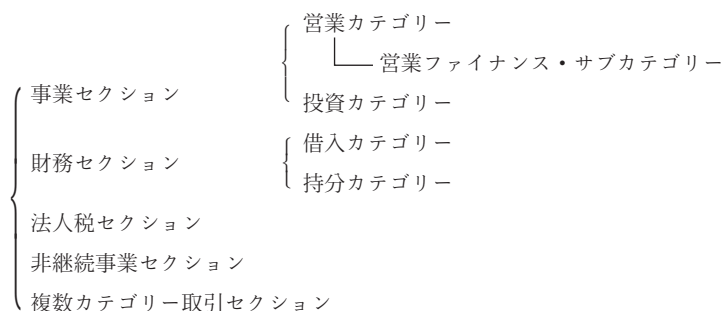 営業カテゴリー
営業ファイナンス・サブカテゴリー
事業セクション
投資カテゴリー
借入カテゴリー
財務セクション
持分カテゴリー
法人税セクション
非継続事業セクション
複数カテゴリー取引セクション